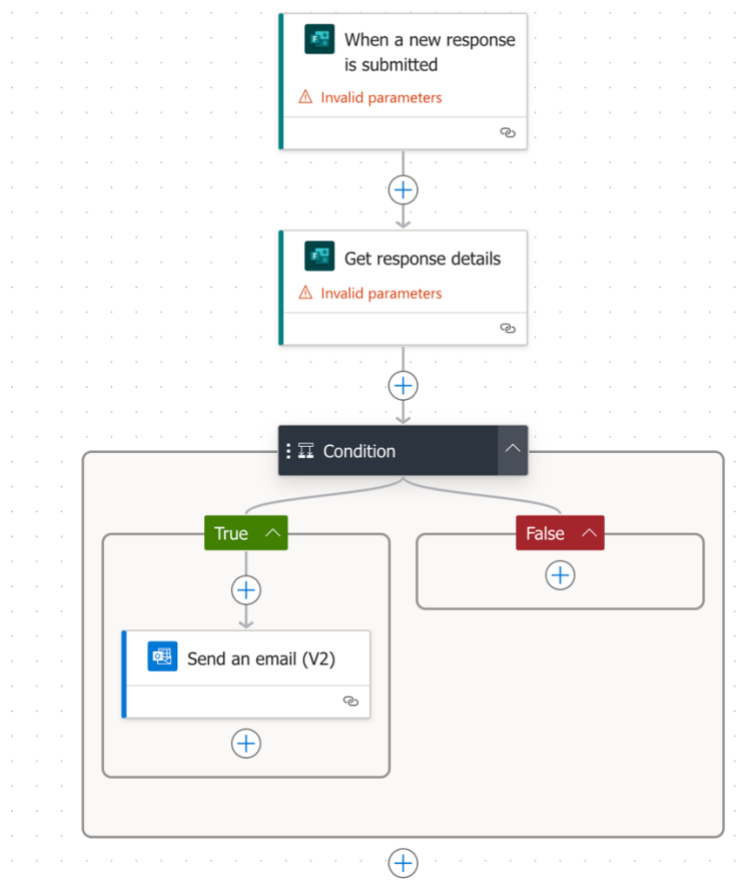 When a new response
is submitted
Invalid parameters
Get response details
Invalid parameters
Condition
True
False
Send an email (V2)